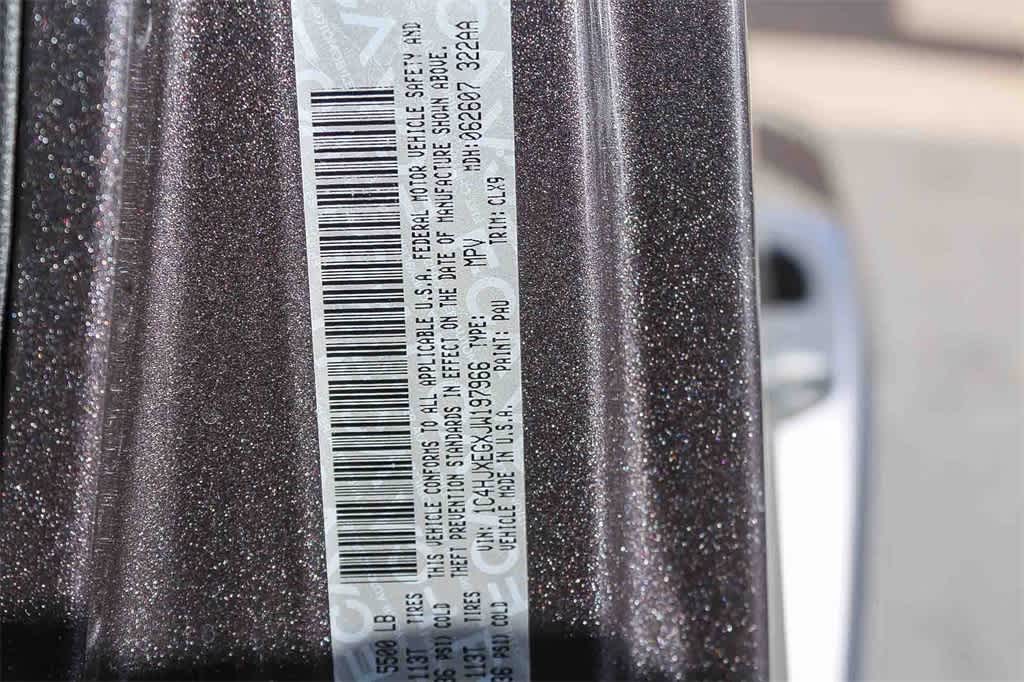 5500 LB
113T TIRES
36 PSI) COLD
113T TIRES
36 PSI) COLD
THIS VEHICLE CONFORMS TO ALL APPLICABLE U.S.A. FEDERAL MOTOR VEHICLE SAFETY AND
THEFT PREVENTION STANDARDS IN EFFECT ON THE DATE OF MANUFACTURE SHOWN ABOVE.
VIN: 1C4HJXEGXJW197966 TYPE: MPV MDH:062607 322AA
VEHICLE MADE IN U.S.A. PAINT: PAU TRIM: CLX9